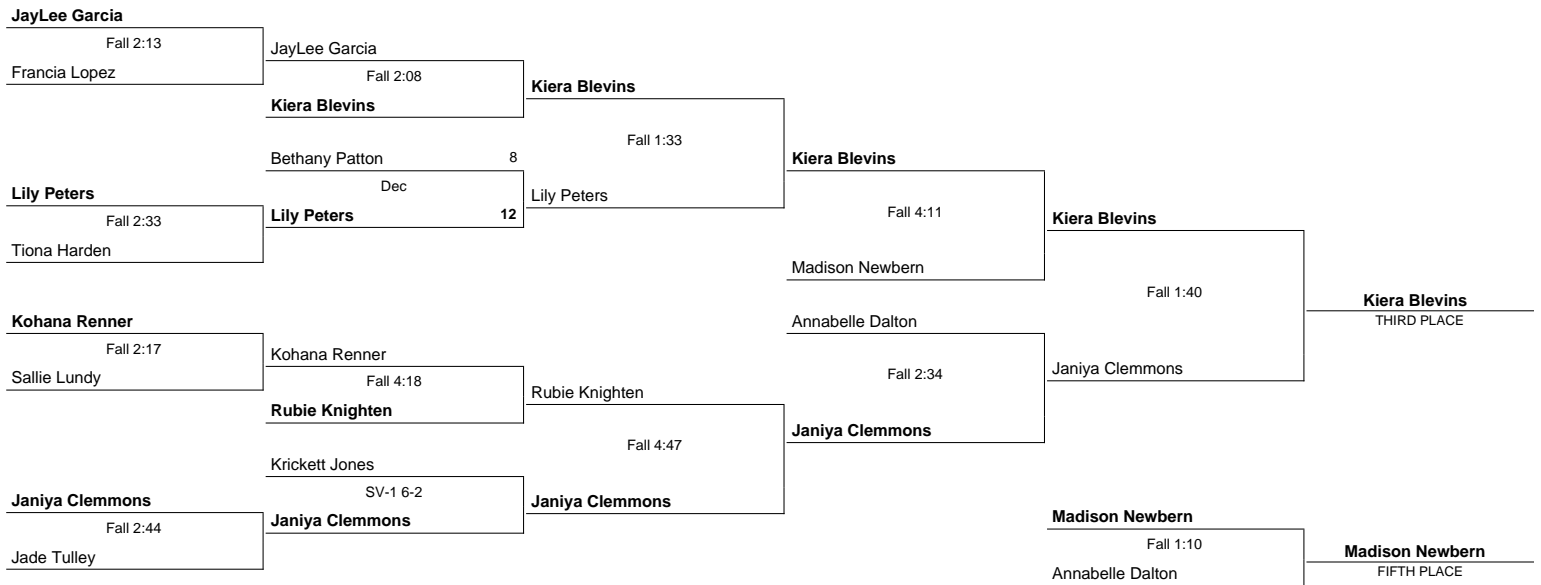 JayLee Garcia
Fall 2:13
Francia Lopez
JayLee Garcia
Fall 2:08
Kiera Blevins
Kiera Blevins
Fall 1:33
Bethany Patton 8
Dec
Lily Peters 12
Lily Peters
Lily Peters
Fall 2:33
Tiona Harden
Kiera Blevins
Fall 4:11
Madison Newbern
Kiera Blevins
Fall 1:40
Janiya Clemmons
Kiera Blevins
THIRD PLACE
Kohana Renner
Fall 2:17
Sallie Lundy
Kohana Renner
Fall 4:18
Rubie Knighten
Rubie Knighten
Fall 4:47
Janiya Clemmons
Annabelle Dalton
Fall 2:34
Janiya Clemmons
Krickett Jones
SV-1 6-2
Janiya Clemmons
Janiya Clemmons
Fall 2:44
Jade Tulley
Madison Newbern
Fall 1:10
Annabelle Dalton
Madison Newbern
FIFTH PLACE